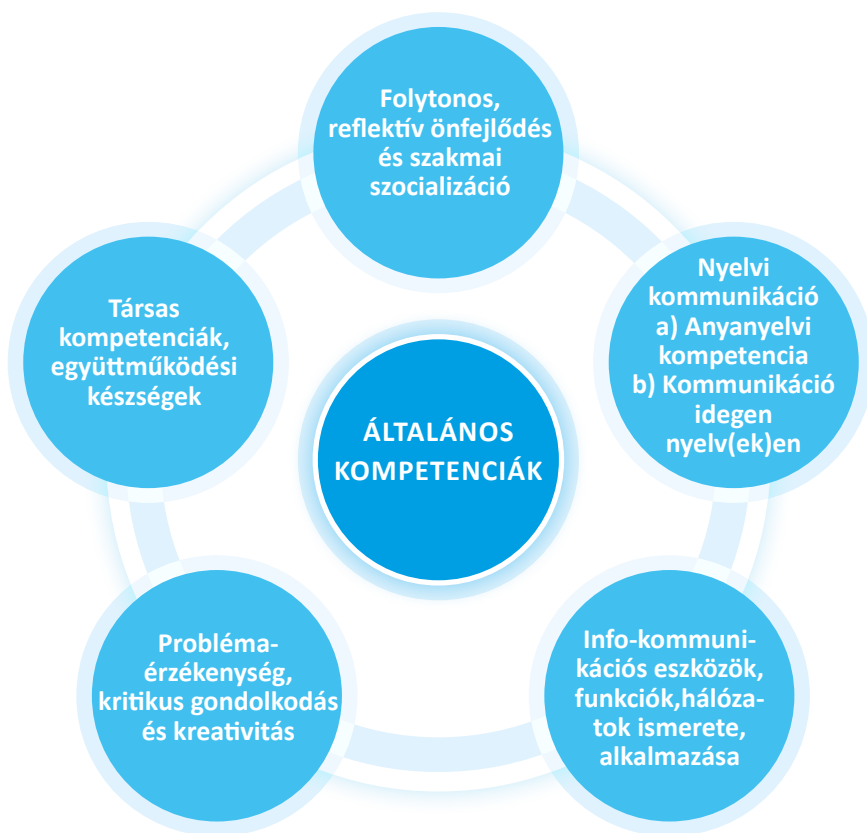 Folytonos,
reflektív önfejlődés
és szakmai
szocializáció
Nyelvi
kommunikáció
a) Anyanyelvi
kompetencia
b) Kommunikáció
idegen
nyelv(ek)en
Társas
kompetenciák,
együttműködési
készségek
ÁLTALÁNOS
KOMPETENCIÁK
Probléma-
érzékenység,
kritikus gondolkodás
és kreativitás
Info-kommuni-
kációs eszközök,
funkciók,hálóza-
tok ismerete,
alkalmazása